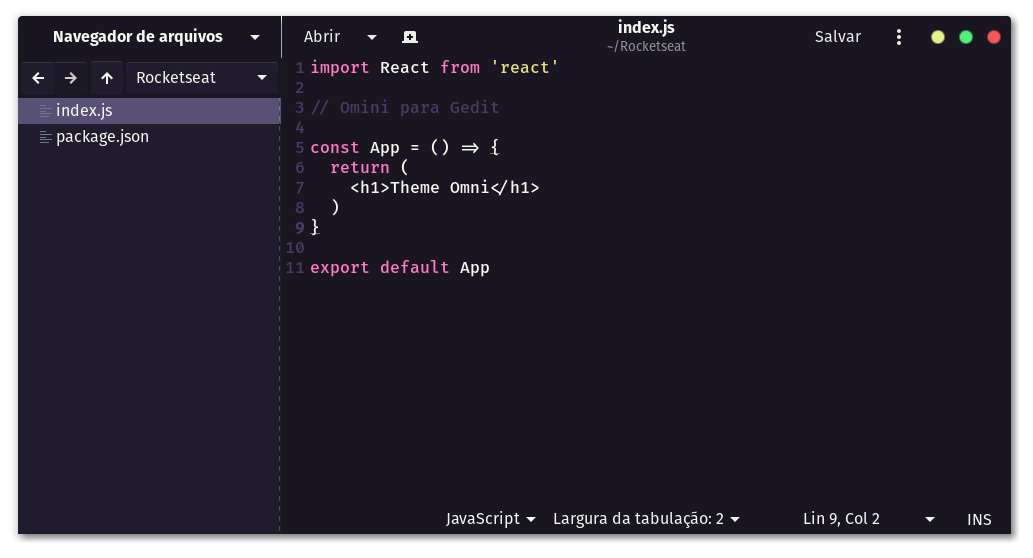 Navegador de arquivos
Abrir
index.js
~/Rocketseat
Salvar
Rocketseat
index.js
package.json
1 import React from 'react'
2
3 // Omini para Gedit
4
5 const App = () => {
6   return (
7     <h1>Theme Omni</h1>
8   )
9 }
10
11 export default App
JavaScript
Largura da tabulação: 2
Lin 9, Col 2
INS